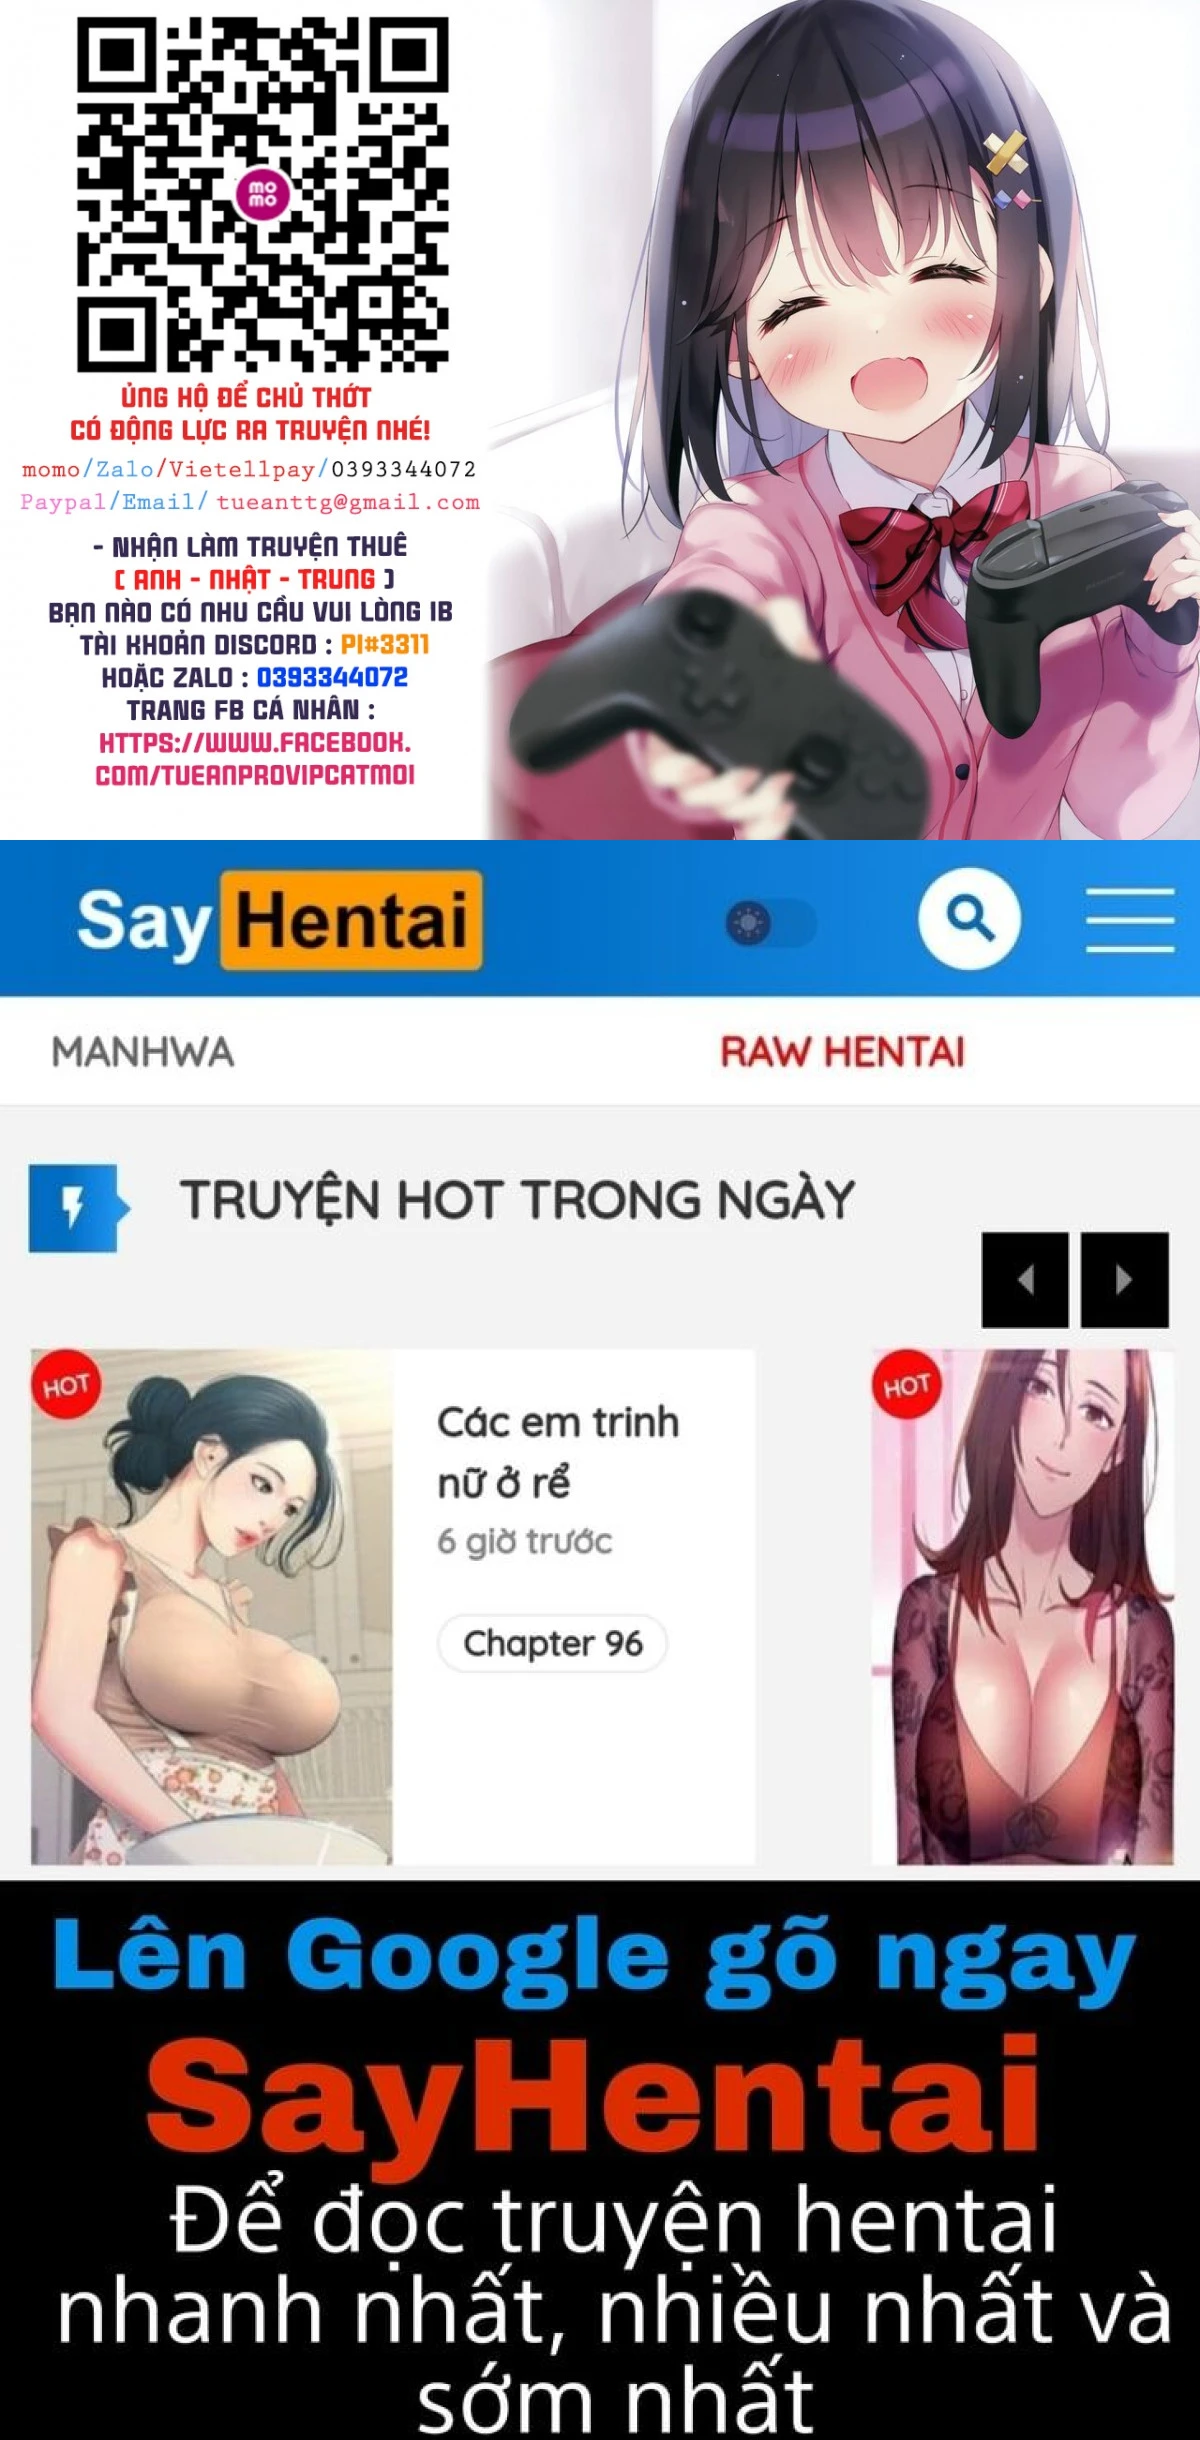 mo
mo
ỦNG HỘ ĐỂ CHỦ THỚT
CÓ ĐỘNG LỰC RA TRUYỆN NHÉ!
momo/Zalo/Vietellpay/0393344072
Paypal/Email/ tueanttg@gmail.com
- NHẬN LÀM TRUYỆN THUÊ
( ANH - NHẬT - TRUNG )
BẠN NÀO CÓ NHU CẦU VUI LÒNG IB
TÀI KHOẢN DISCORD : PI#3311
HOẶC ZALO : 0393344072
TRANG FB CÁ NHÂN :
HTTPS://WWW.FACEBOOK.
COM/TUEANPROVIPCATMOI
Say Hentai
MANHWA RAW HENTAI
TRUYỆN HOT TRONG NGÀY
HOT
HOT
Các em trinh
nữ ở rể
6 giờ trước
Chapter 96
Lên Google gõ ngay
SayHentai
Để đọc truyện hentai
nhanh nhất, nhiều nhất và
sớm nhất